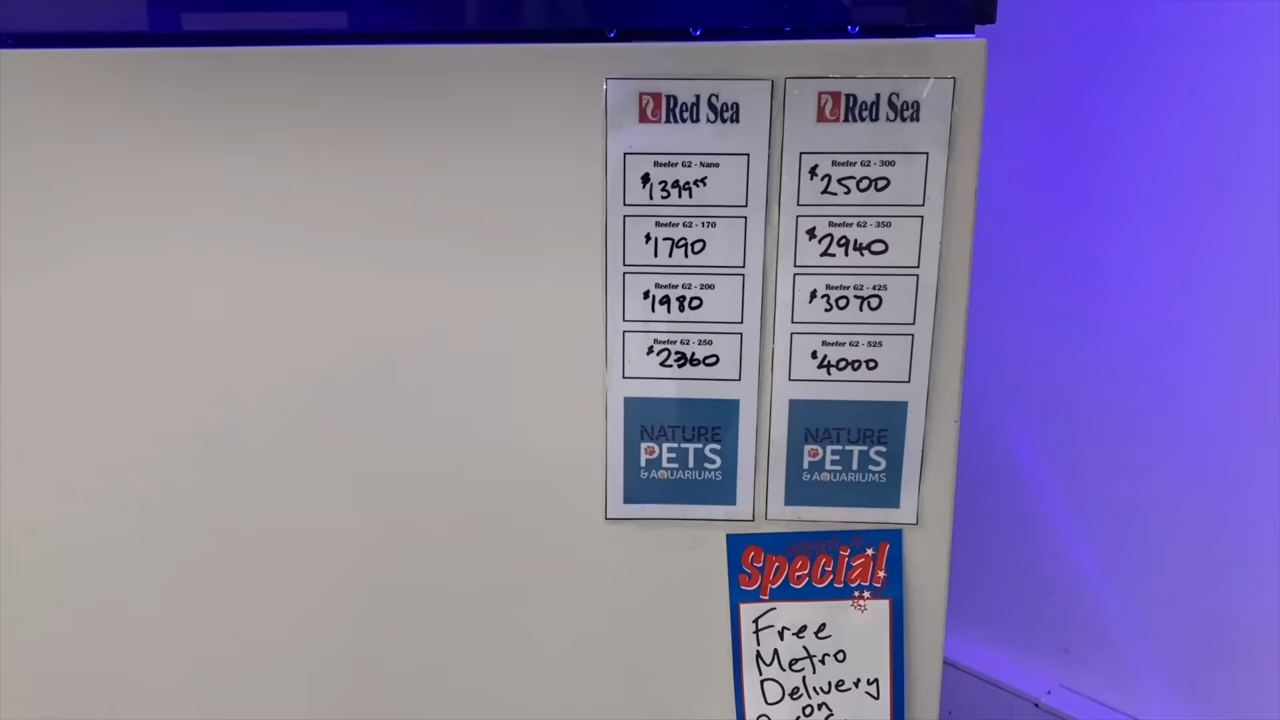 Red Sea
Reefer G2 - Nano
$1399
Reefer G2 - 170
$1790
Reefer G2 - 200
$1980
Reefer G2 - 250
$2360
NATURE
PETS
& AQUARIUMS
Red Sea
Reefer G2 - 300
$2500
Reefer G2 - 350
$2940
Reefer G2 - 425
$3070
Reefer G2 - 525
$4000
NATURE
PETS
& AQUARIUMS
Special
Free
Metro
Delivery
on